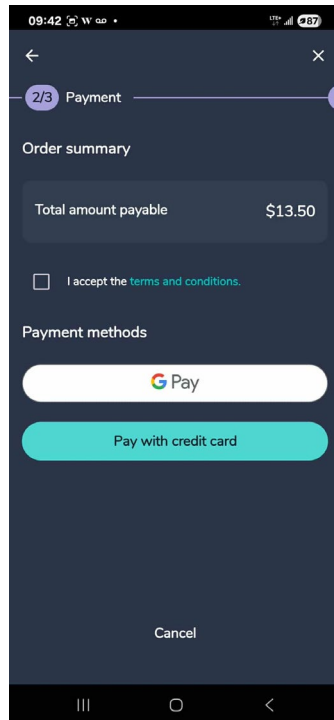 09:42 W
LTE+ 87
2/3 Payment
Order summary
Total amount payable $13.50
I accept the terms and conditions.
Payment methods
G Pay
Pay with credit card
Cancel